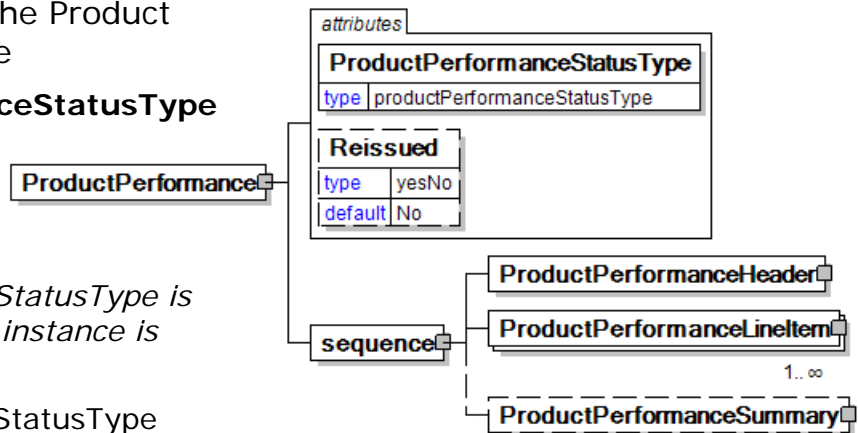 he Product
e
ceStatusType
StatusType is
instance is
StatusType
attributes
ProductPerformanceStatusType
type productPerformanceStatusType
Reissued
type yesNo
default No
ProductPerformance
sequence
ProductPerformanceHeader
ProductPerformanceLineItem
1.. ∞
ProductPerformanceSummary